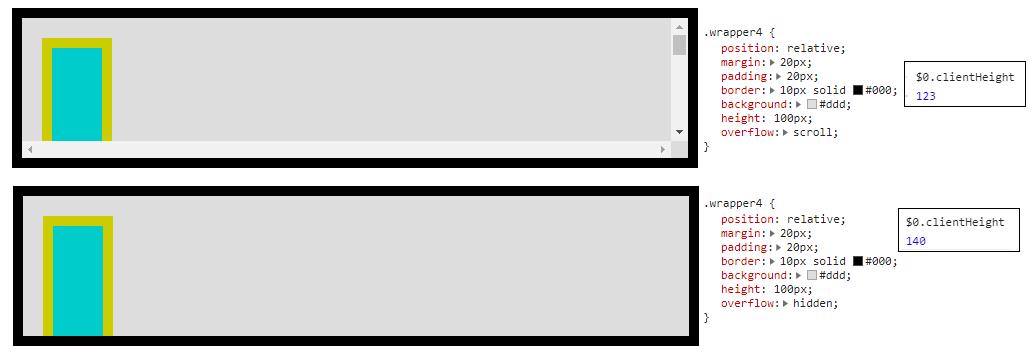 .wrapper4 {
position: relative;
margin: 20px;
padding: 20px;
border: 10px solid #000;
background: #ddd;
height: 100px;
overflow: scroll;
}
$0.clientHeight
123
.wrapper4 {
position: relative;
margin: 20px;
padding: 20px;
border: 10px solid #000;
background: #ddd;
height: 100px;
overflow: hidden;
}
$0.clientHeight
140